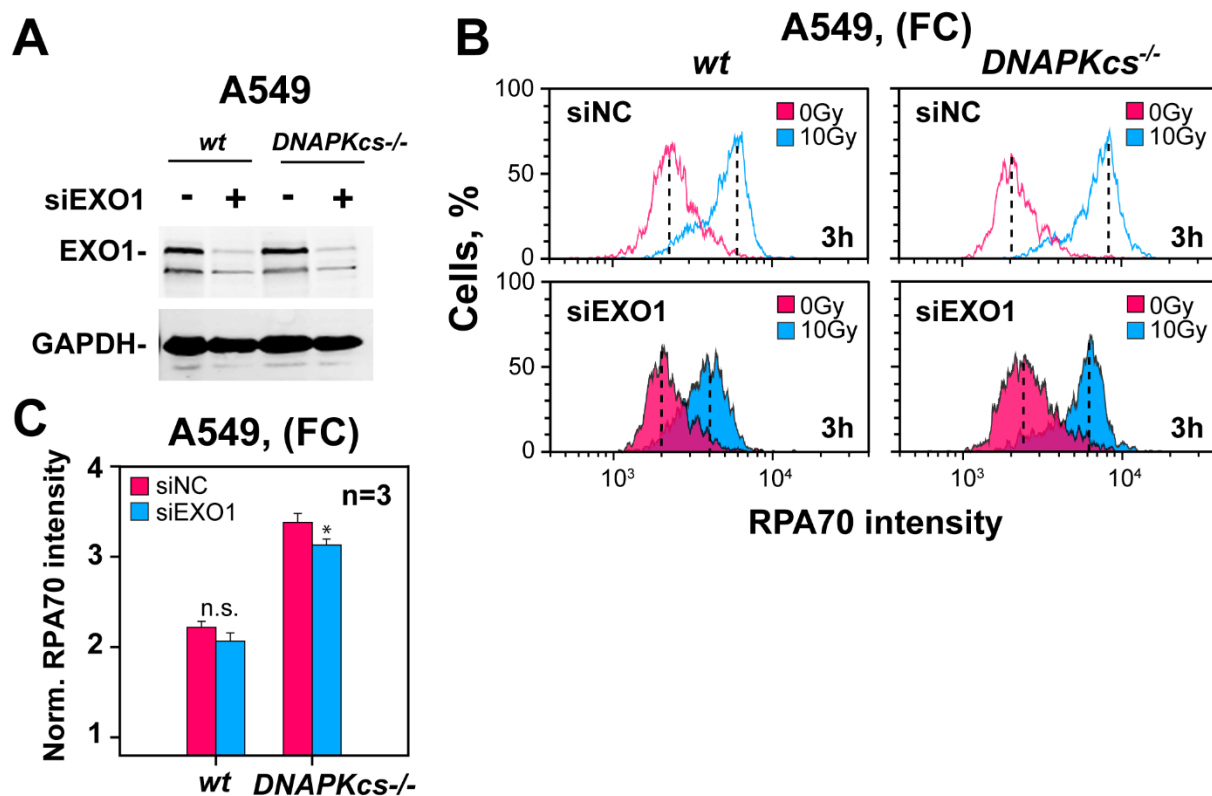 A
A549
wt DNAPKcs-/-
siEXO1 - + - +
EXO1-
GAPDH-
B
A549, (FC)
wt DNAPKcs-/-
Cells, %
100
50
0
siNC
0Gy
10Gy
3h
siNC
0Gy
10Gy
3h
100
50
0
siEXO1
0Gy
10Gy
3h
siEXO1
0Gy
10Gy
3h
10³ 10⁴ 10³ 10⁴
RPA70 intensity
C
A549, (FC)
Norm. RPA70 intensity
4
3
2
1
siNC
siEXO1
n=3
n.s.
*
wt DNAPKcs-/-